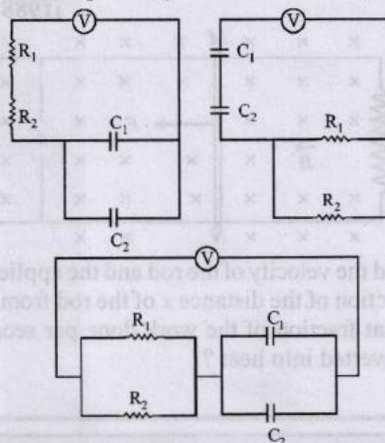 [1988
V V
R₁ C₁
R₂ C₁ C₂ R₁
C₂ R₂
V
d the velocity of the rod and the applie
ction of the distance x of the rod from
at fraction of the work done per seco
verted into heat ?
R₁ C₁
R₂ C₂